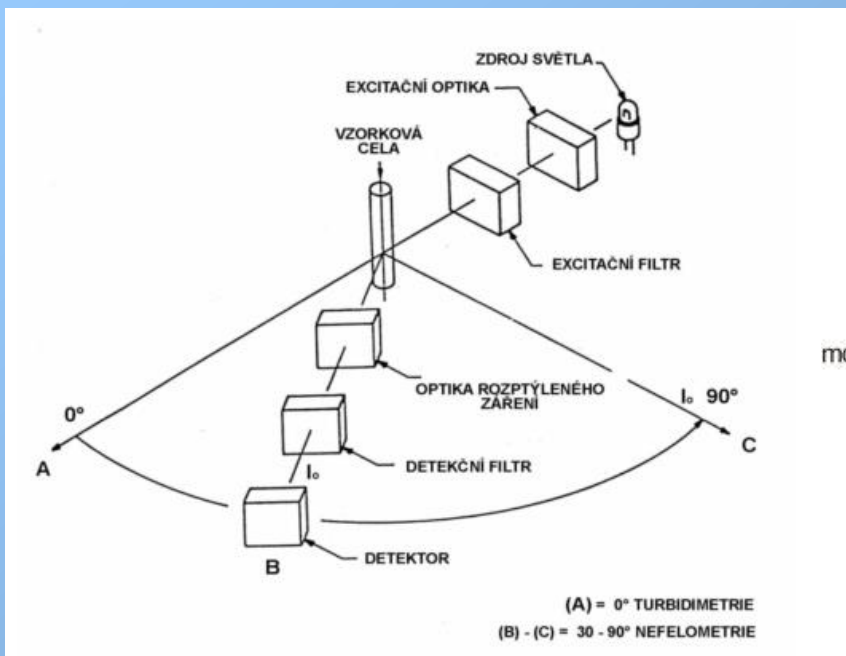 ZDROJ SVĚTLA
EXCITAČNÍ OPTIKA
VZORKOVÁ
CELA
EXCITAČNÍ FILTR
OPTIKA ROZPTÝLENÉHO
ZÁŘENÍ
0°
I₀ 90°
A
C
DETEKČNÍ FILTR
I₀
DETEKTOR
B
(A) = 0° TURBIDIMETRIE
(B) - (C) = 30 - 90° NEFELOMETRIE